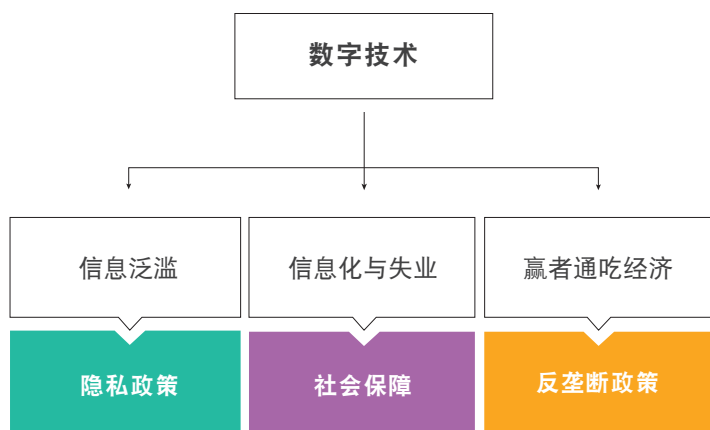 数字技术
信息泛滥
信息化与失业
赢者通吃经济
隐私政策
社会保障
反垄断政策